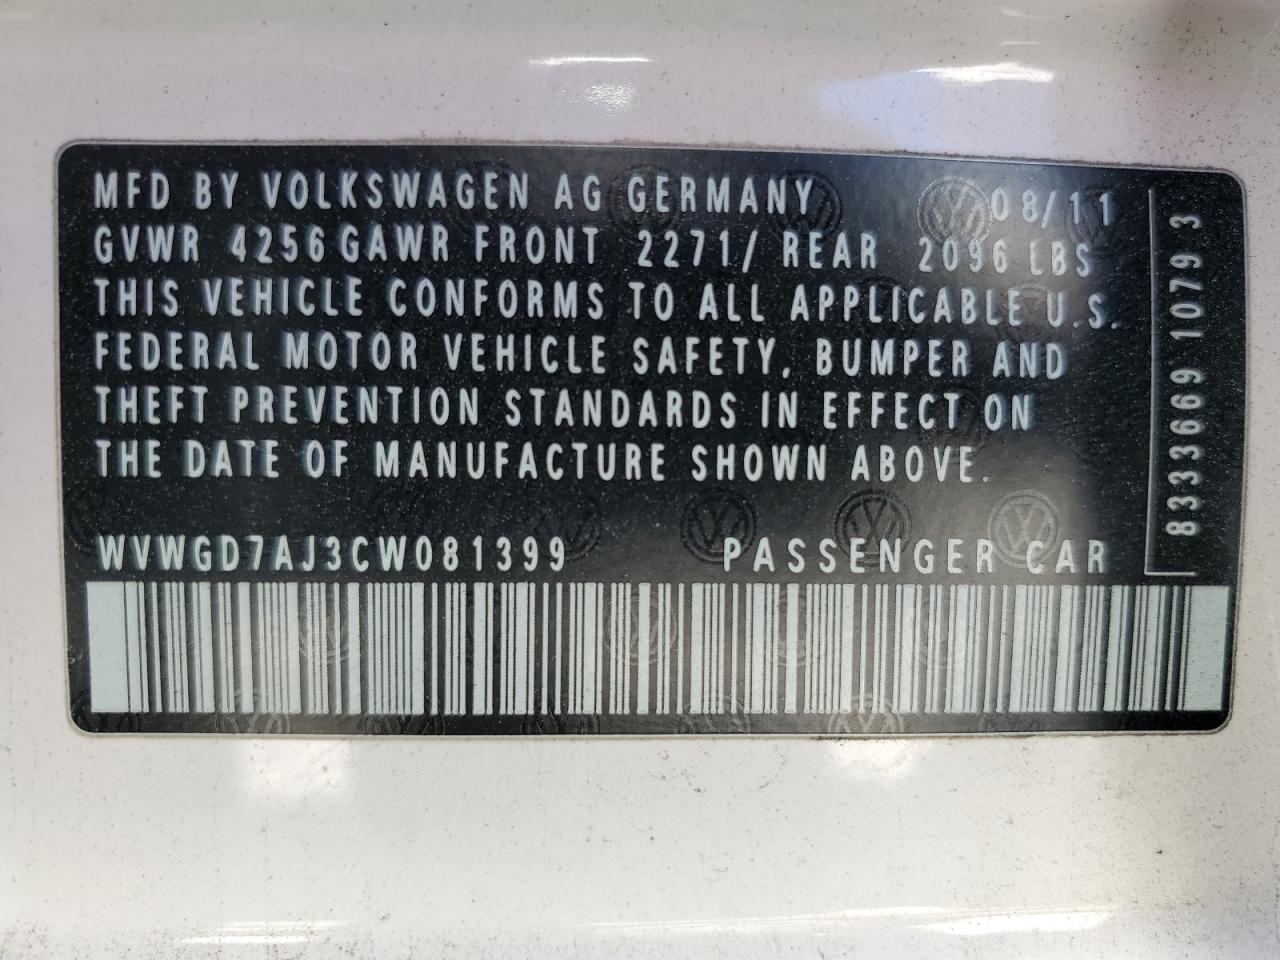 MFD BY VOLKSWAGEN AG GERMANY 08/11
GVWR 4256 GAWR FRONT 2271/ REAR 2096 LBS
THIS VEHICLE CONFORMS TO ALL APPLICABLE U.S.
FEDERAL MOTOR VEHICLE SAFETY, BUMPER AND
THEFT PREVENTION STANDARDS IN EFFECT ON
THE DATE OF MANUFACTURE SHOWN ABOVE.
WVWGD7AJ3CW081399 PASSENGER CAR
8333669 1079 3